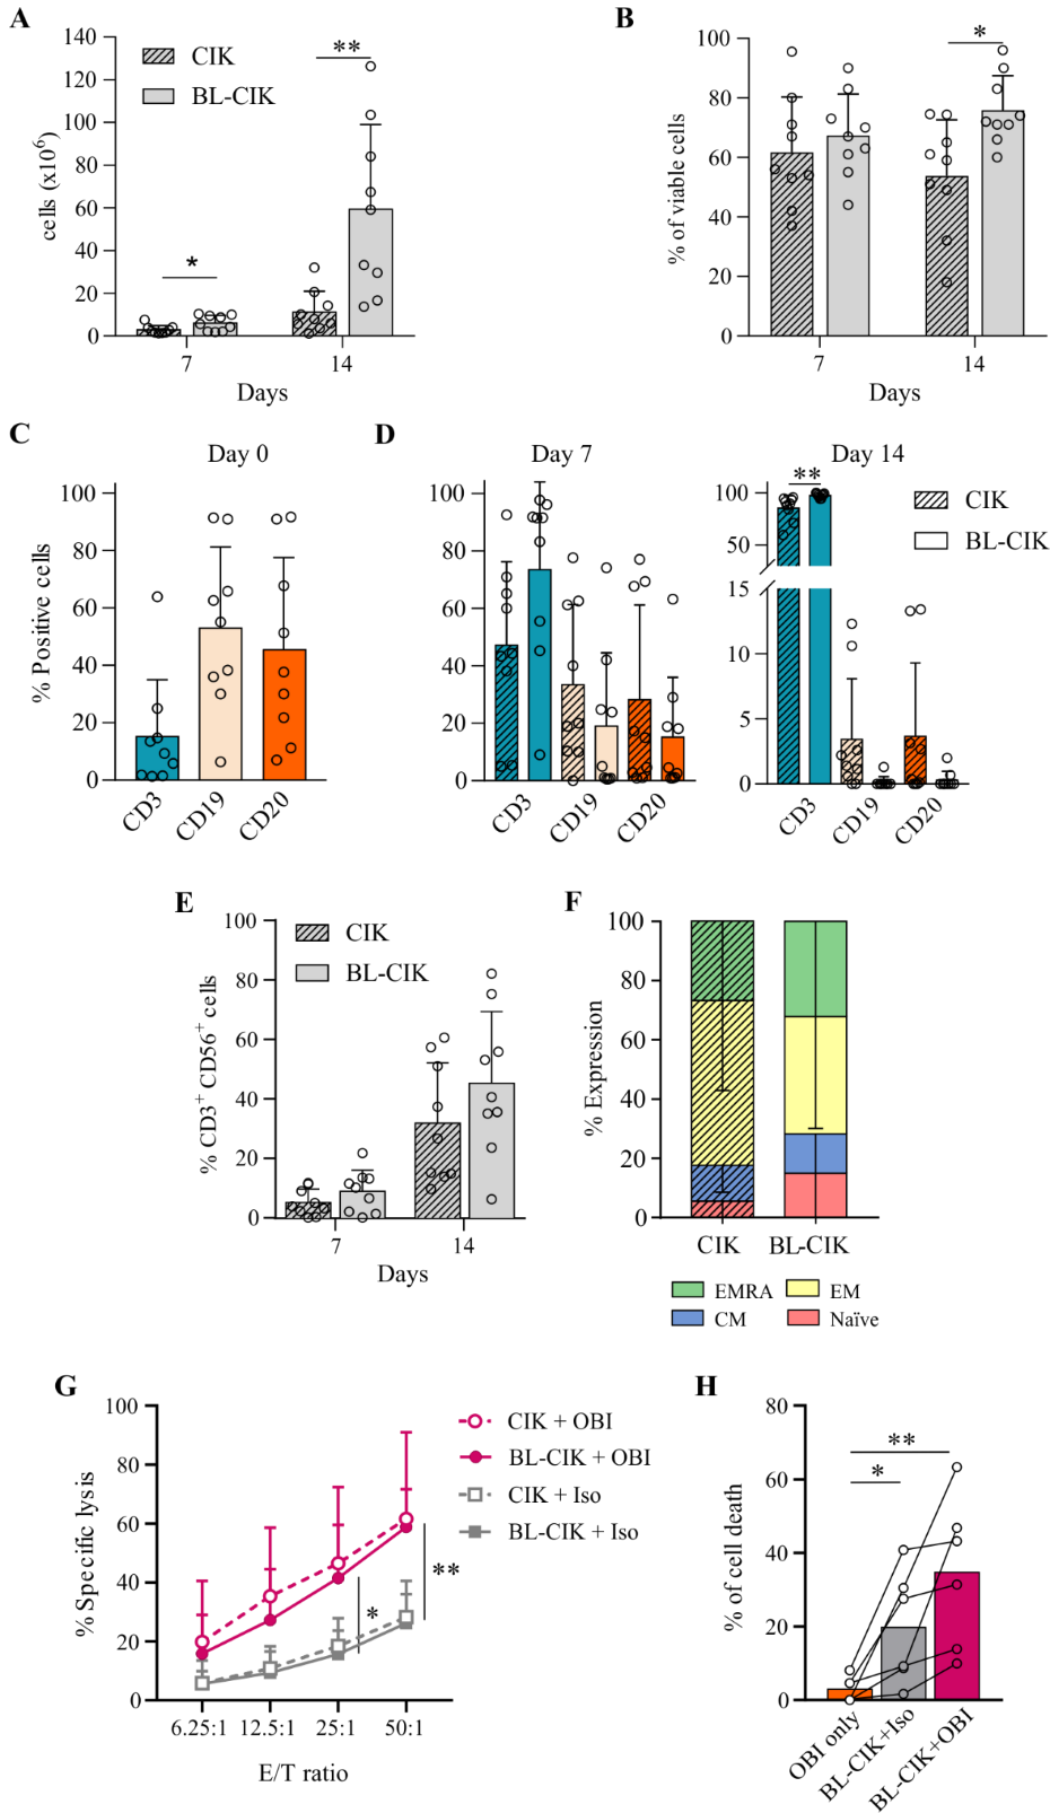 A
140
120
100
80
60
40
20
0
cells (x10⁶)
CIK
BL-CIK
*
**
7
14
Days
B
100
80
60
40
20
0
% of viable cells
*
7
14
Days
C
Day 0
100
80
60
40
20
0
% Positive cells
CD3
CD19
CD20
D
Day 7
100
80
60
40
20
0
CD3
CD19
CD20
Day 14
**
100
50
15
10
5
0
CD3
CD19
CD20
CIK
BL-CIK
E
100
80
60
40
20
0
% CD3⁺ CD56⁺ cells
CIK
BL-CIK
7
14
Days
F
100
80
60
40
20
0
% Expression
CIK
BL-CIK
EMRA
EM
CM
Naïve
G
100
80
60
40
20
0
% Specific lysis
6.25:1
12.5:1
25:1
50:1
E/T ratio
*
**
CIK + OBI
BL-CIK + OBI
CIK + Iso
BL-CIK + Iso
H
80
60
40
20
0
% of cell death
**
*
OBI only
BL-CIK+Iso
BL-CIK+OBI